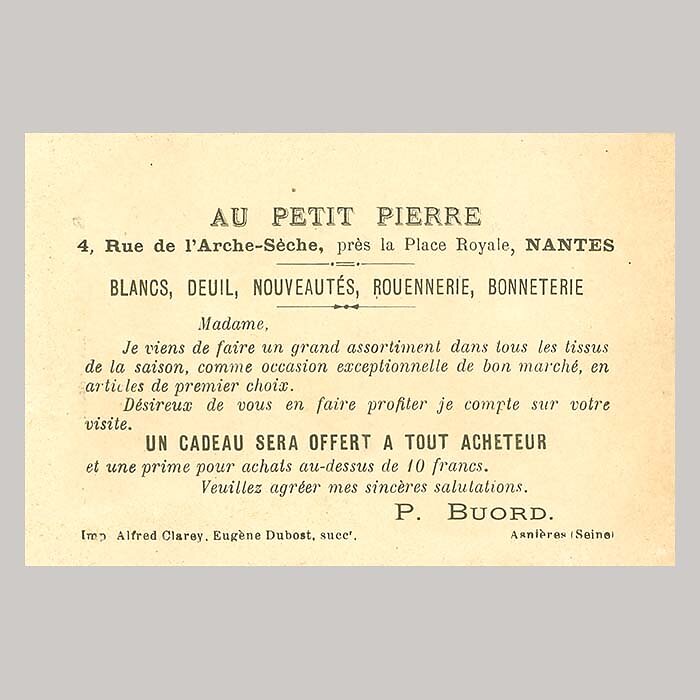 AU PETIT PIERRE
4, Rue de l'Arche-Sèche, près la Place Royale, NANTES
BLANCS, DEUIL, NOUVEAUTÉS, ROUENNERIE, BONNETERIE
Madame,
Je viens de faire un grand assortiment dans tous les tissus
de la saison, comme occasion exceptionnelle de bon marché, en
articles de premier choix.
Désireux de vous en faire profiter je compte sur votre
visite.
UN CADEAU SERA OFFERT A TOUT ACHETEUR
et une prime pour achats au-dessus de 10 francs.
Veuillez agréer mes sincères salutations.
P. BUORD.
Imp Alfred Clarey, Eugène Dubost, succr. Asnières (Seine)